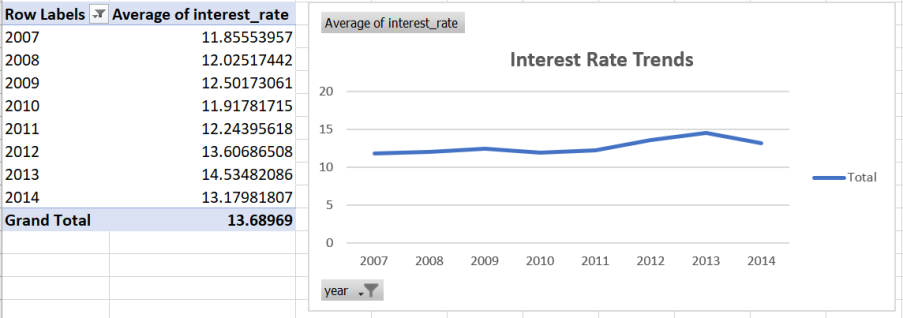 Row Labels Average of interest_rate
2007 11.85553957
2008 12.02517442
2009 12.50173061
2010 11.91781715
2011 12.24395618
2012 13.60686508
2013 14.53482086
2014 13.17981807
Grand Total 13.68969
Average of interest_rate
Interest Rate Trends
20
15
10
5
0
2007 2008 2009 2010 2011 2012 2013 2014
Total
year